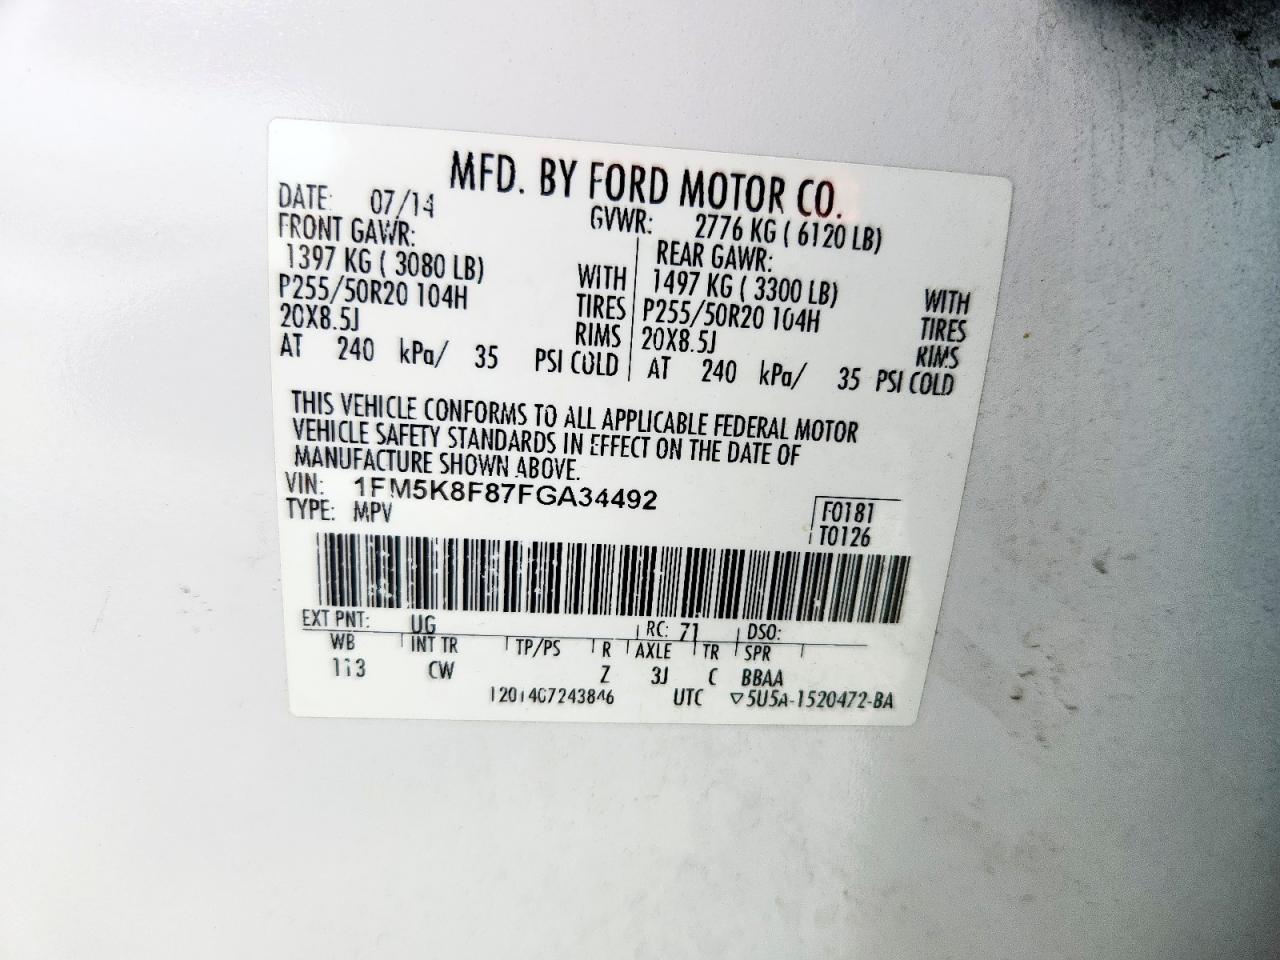 MFD. BY FORD MOTOR CO.
DATE: 07/14 GVWR: 2776 KG ( 6120 LB)
FRONT GAWR: REAR GAWR:
1397 KG ( 3080 LB) WITH 1497 KG ( 3300 LB) WITH
P255/50R20 104H TIRES P255/50R20 104H TIRES
20X8.5J RIMS 20X8.5J RIMS
AT 240 kPa/ 35 PSI COLD AT 240 kPa/ 35 PSI COLD
THIS VEHICLE CONFORMS TO ALL APPLICABLE FEDERAL MOTOR
VEHICLE SAFETY STANDARDS IN EFFECT ON THE DATE OF
MANUFACTURE SHOWN ABOVE.
VIN: 1FM5K8F87FGA34492
TYPE: MPV F0181
T0126
EXT PNT: UG RC: 71 DSO:
WB INT TR TP/PS R AXLE TR SPR
113 CW Z 3J C BBAA
UTC ▽5U5A-1520472-BA